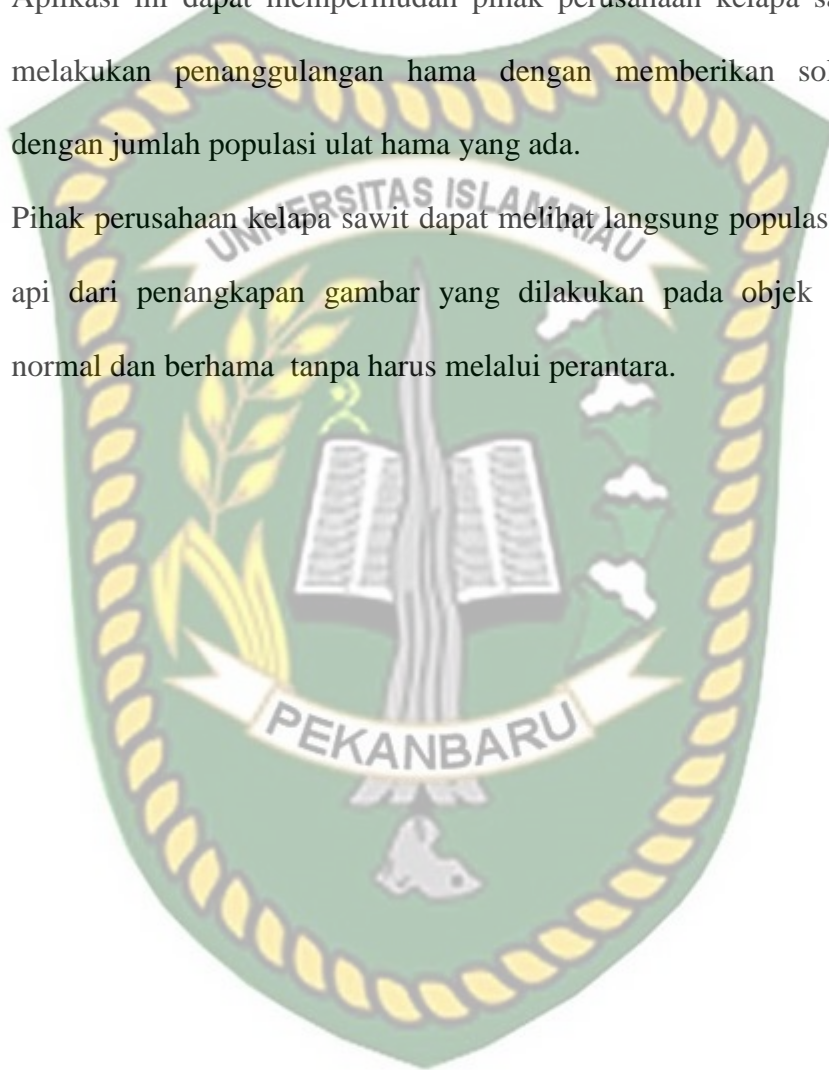 Aplikasi ini dapat mempermudah pihak perusahaan kelapa sa
melakukan penanggulangan hama dengan memberikan sol
dengan jumlah populasi ulat hama yang ada.
UNIVERSITAS ISLAM RIAU
Pihak perusahaan kelapa sawit dapat melihat langsung populas
api dari penangkapan gambar yang dilakukan pada objek
normal dan berhama tanpa harus melalui perantara.
PEKANBARU